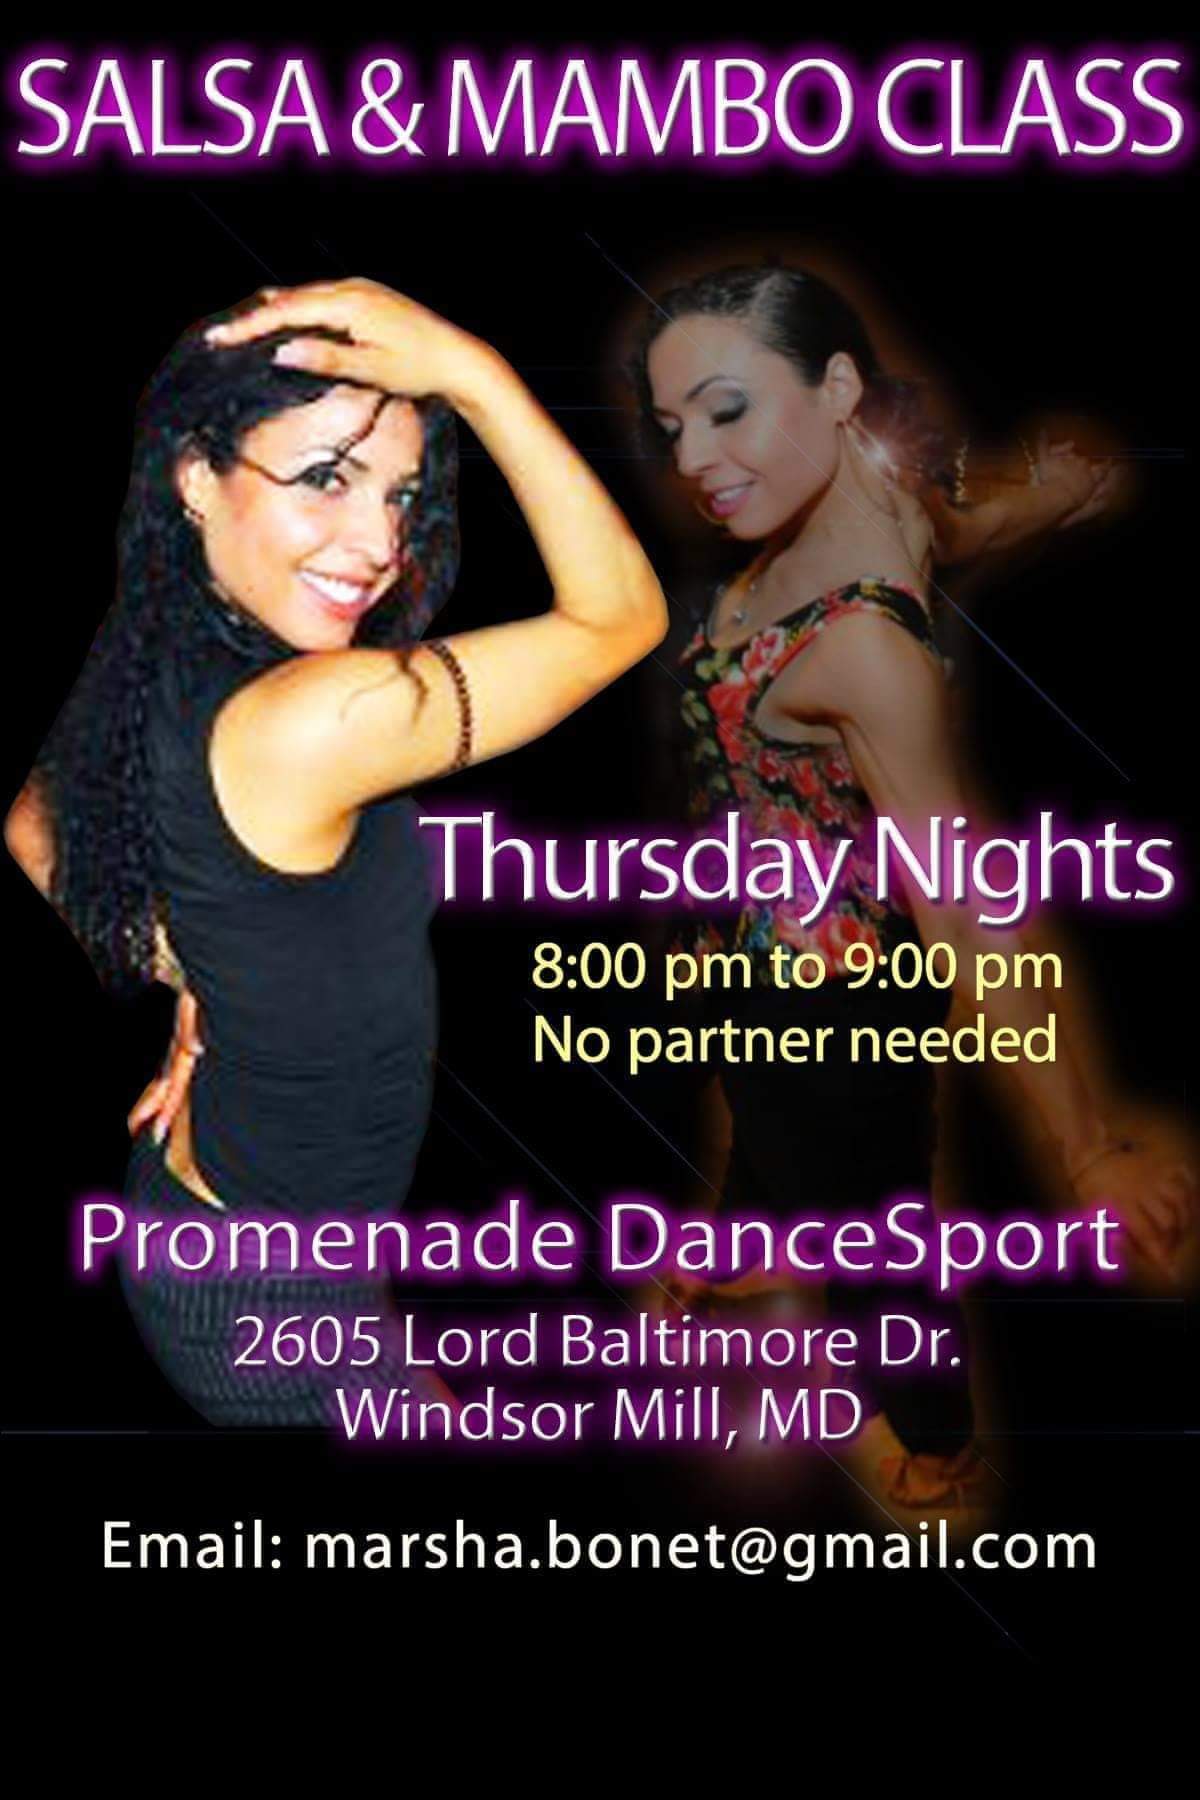 SALSA & MAMBO CLASS
Thursday Nights
8:00 pm to 9:00 pm
No partner needed
Promenade DanceSport
2605 Lord Baltimore Dr.
Windsor Mill, MD
Email: marsha.bonet@gmail.com